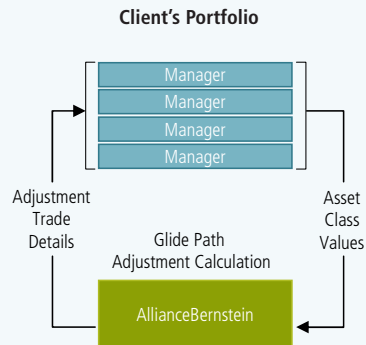 Client's Portfolio
Manager
Manager
Manager
Manager
Adjustment
Trade
Details
Asset
Class
Values
Glide Path
Adjustment Calculation
AllianceBernstein